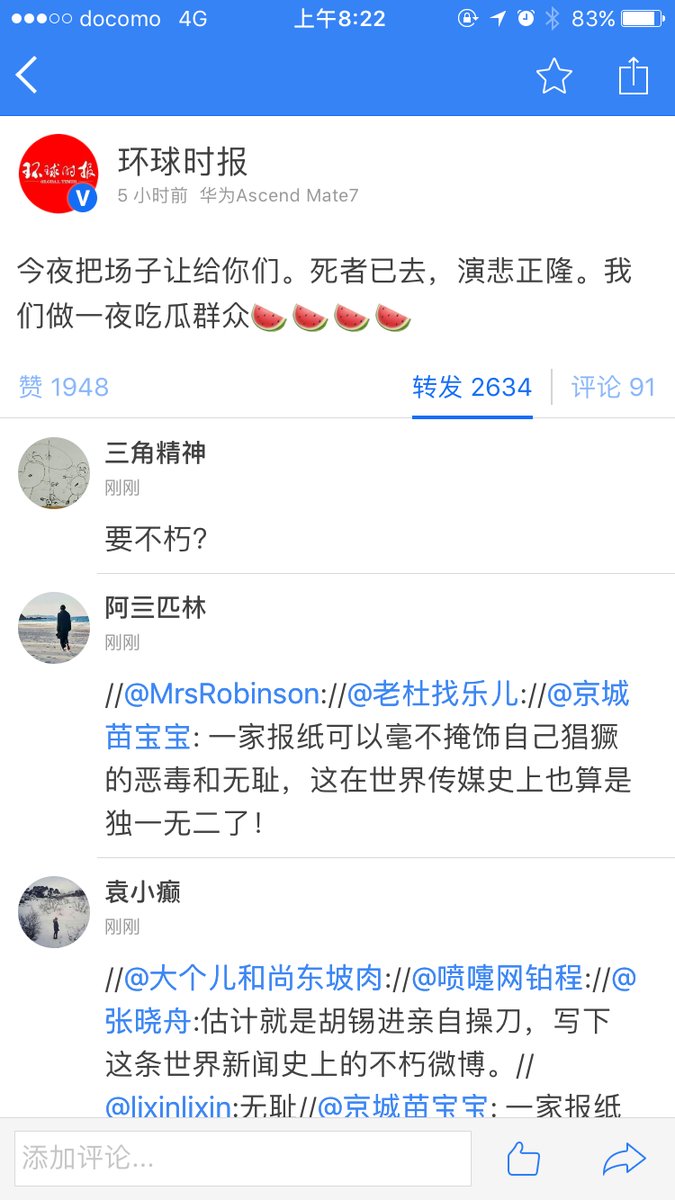 docomo 4G 上午8:22 83%
环球时报
GLOBAL TIMES
V
环球时报
5 小时前 华为Ascend Mate7
今夜把场子让给你们。死者已去，演悲正隆。我
们做一夜吃瓜群众🍉🍉🍉🍉
赞 1948 转发 2634 评论 91
三角精神
刚刚
要不朽？
阿亖匹林
刚刚
//@MrsRobinson://@老杜找乐儿://@京城
苗宝宝: 一家报纸可以毫不掩饰自己猖獗
的恶毒和无耻，这在世界传媒史上也算是
独一无二了！
袁小癫
刚刚
//@大个儿和尚东坡肉://@喷嚏网铂程://@
张晓舟:估计就是胡锡进亲自操刀，写下
这条世界新闻史上的不朽微博。//
@lixinlixin:无耻//@京城苗宝宝: 一家报纸
添加评论...